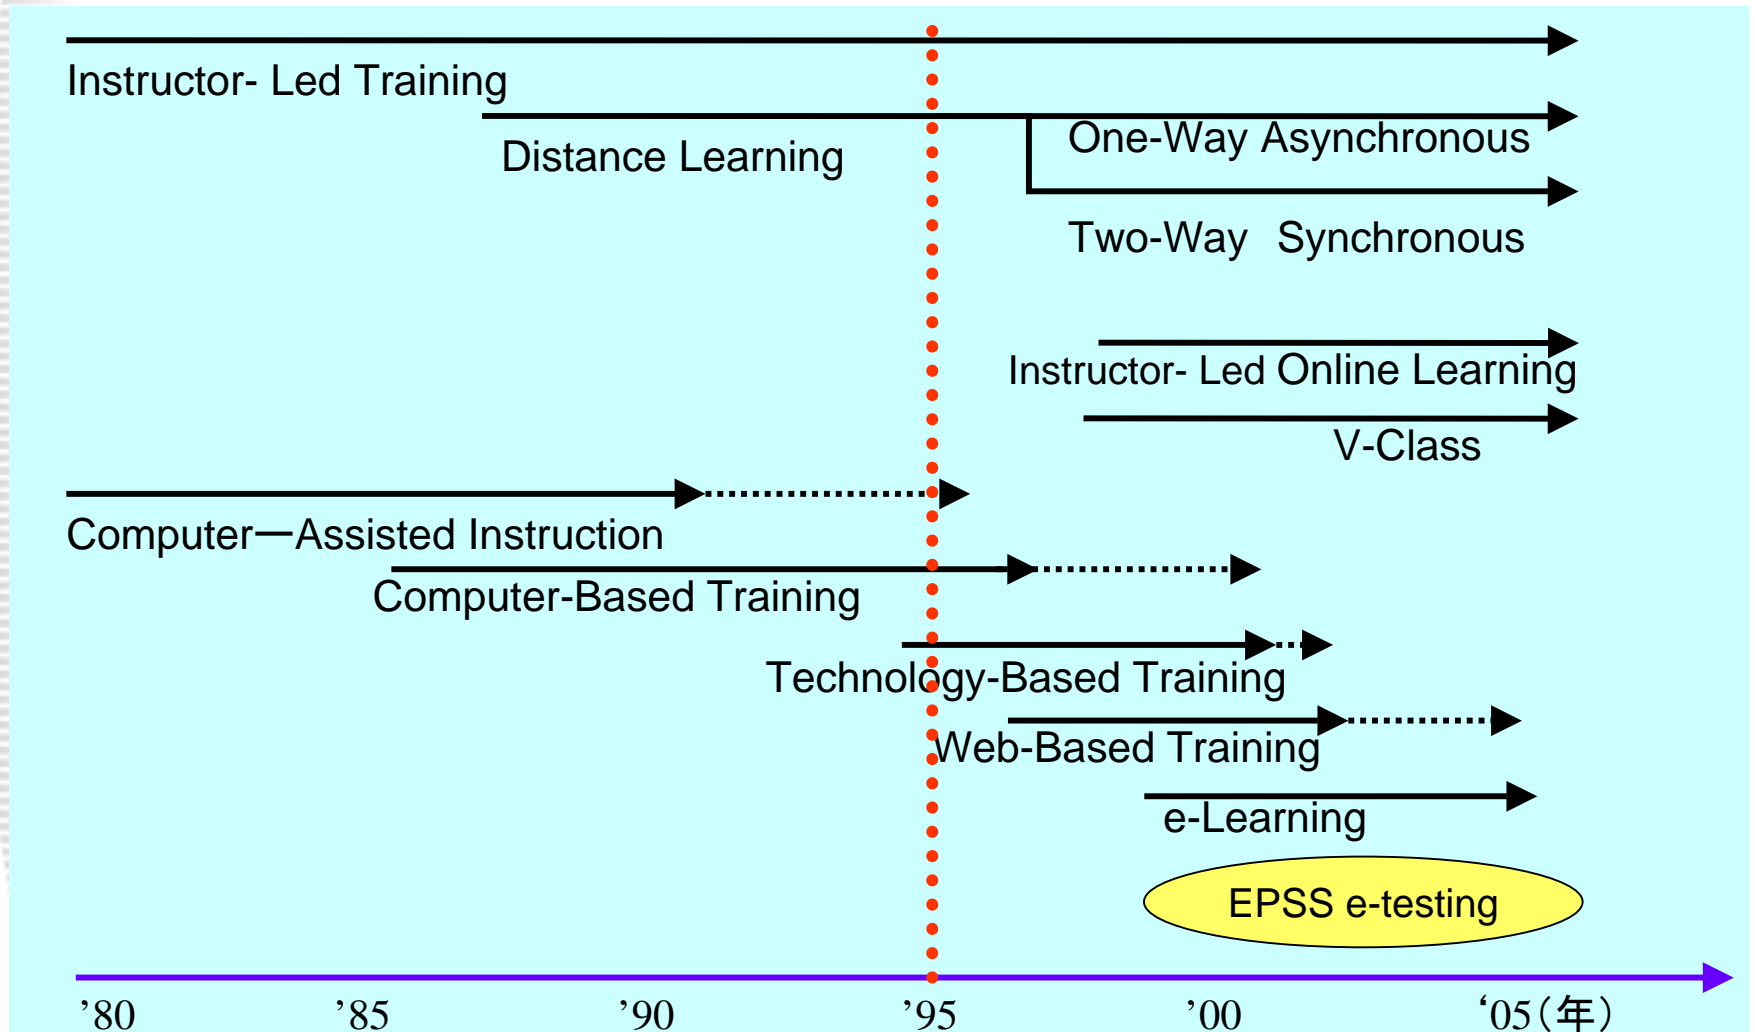 Instructor- Led Training
Distance Learning
One-Way Asynchronous
Two-Way Synchronous
Instructor- Led Online Learning
V-Class
Computer—Assisted Instruction
Computer-Based Training
Technology-Based Training
Web-Based Training
e-Learning
EPSS e-testing
’80 ’85 ’90 ’95 ’00 ‘05(年)